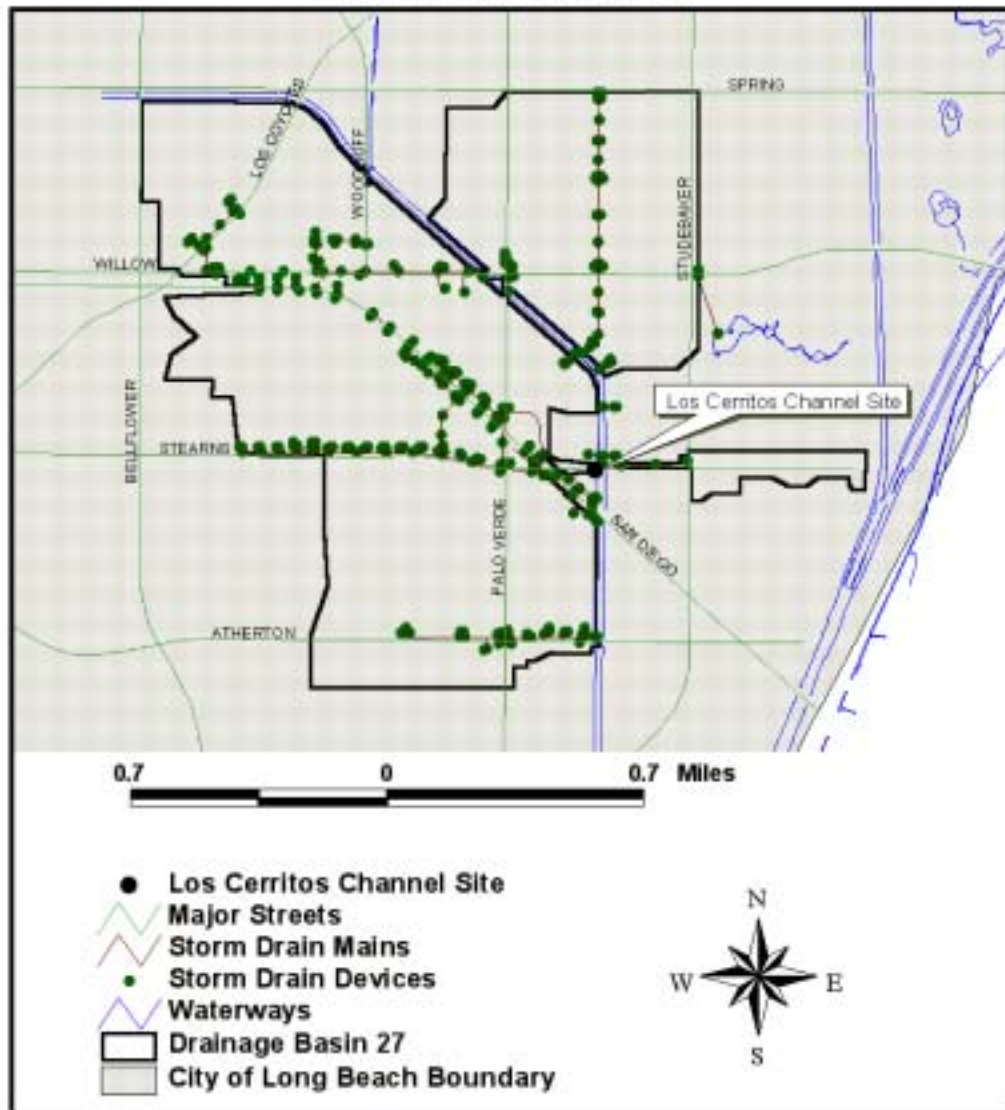 SPRING
LOS COYOTES
WOODRUFF
STUDEBAKER
WILLOW
Los Cerritos Channel Site
BELLFLOWER
STEARNS
PALO VERDE
SAN DIEGO
ATHERTON
0.7 0 0.7 Miles
Los Cerritos Channel Site
Major Streets
Storm Drain Mains
Storm Drain Devices
Waterways
Drainage Basin 27
City of Long Beach Boundary
N
W E
S